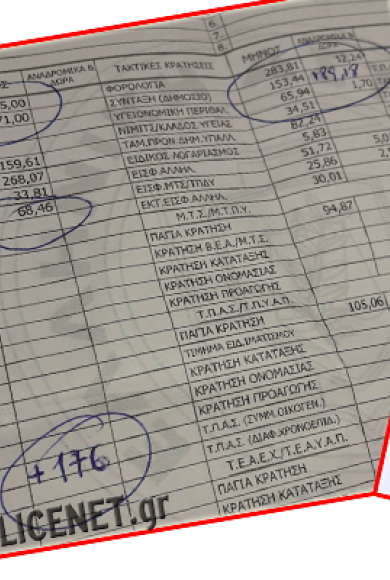 6.
7.
8.
Σ ΑΝΑΔΡΟΜΙΚΑ & ΔΩΡΑ ΤΑΚΤΙΚΕΣ ΚΡΑΤΗΣΕΙΣ ΜΗΝΙΟΣ ΑΝΑΔΡΟΜΙΚΑ & ΔΩΡΑ
ΦΟΡΟΛΟΓΙΑ 283,81 12,24
5,00 ΣΥΝΤΑΞΗ (ΔΗΜΟΣΙΟ) 153,44 189,18
71,00 ΥΓΕΙΟΝΟΜΙΚΗ ΠΕΡΙΘΑΛ. 65,94 1,70
ΝΙΜΙΤΣ/ΚΛΑΔΟΣ ΥΓΕΙΑΣ 34,51
ΤΑΜ.ΠΡΟΝ ΔΗΜ.ΥΠΑΛΛ. 82,24
159,61 ΕΙΔΙΚΟΣ ΛΟΓΑΡΙΑΣΜΟΣ 5,83
268,07 ΕΙΣΦ.ΑΛΛΗΛ. 51,72
33,81 ΕΙΣΦ.ΜΤΣ/ΤΠΔΥ 25,86
68,46 ΕΚΤ.ΕΙΣΦ.ΑΛΛΗΛ. 30,01
Μ.Τ.Σ./Μ.Τ.Π.Υ.
ΠΑΓΙΑ ΚΡΑΤΗΣΗ 94,87
ΚΡΑΤΗΣΗ Β.Ε.Α./Μ.Τ.Σ.
ΚΡΑΤΗΣΗ ΚΑΤΑΤΑΞΗΣ
ΚΡΑΤΗΣΗ ΟΝΟΜΑΣΙΑΣ
ΚΡΑΤΗΣΗ ΠΡΟΑΓΩΓΗΣ
Τ.Π.Α.Σ./Τ.Π.Υ.Α.Π.
ΠΑΓΙΑ ΚΡΑΤΗΣΗ 105,06
ΤΙΜΗΜΑ ΕΙΔ.ΙΜΑΤΙΣΜΟΥ
ΚΡΑΤΗΣΗ ΚΑΤΑΤΑΞΗΣ
ΚΡΑΤΗΣΗ ΟΝΟΜΑΣΙΑΣ
ΚΡΑΤΗΣΗ ΠΡΟΑΓΩΓΗΣ
Τ.Π.Α.Σ. (ΣΥΜΜ.ΟΙΚΟΓΕΝ.)
Τ.Π.Α.Σ. (ΔΙΑΦ.ΧΡΟΝΟΕΠΙΔ.)
+176 Τ.Ε.Α.Ε.Χ./Τ.Ε.Α.Υ.Α.Π.
ΠΑΓΙΑ ΚΡΑΤΗΣΗ
ΚΡΑΤΗΣΗ ΚΑΤΑΤΑΞΗΣ
LICENET.gr